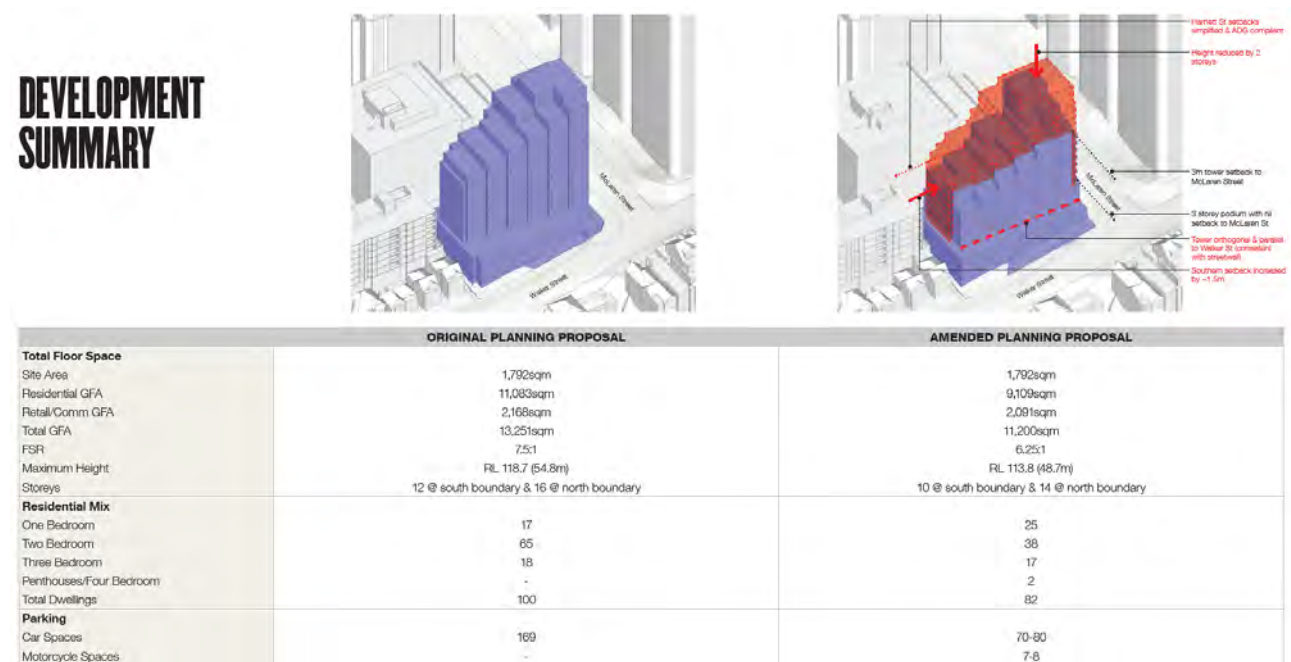 DEVELOPMENT
SUMMARY
McLaren Street
Walker Street
Harnett St setbacks
simplified & ADG compliant
Height reduced by 2
storeys
3m tower setback to
McLaren Street
3 storey podium with nil
setback to McLaren St
Tower orthogonal & parallel
to Walker St (consistent
with streetwall)
Southern setback increased
by ~1.5m
McLaren Street
Walker Street
ORIGINAL PLANNING PROPOSAL AMENDED PLANNING PROPOSAL
Total Floor Space
Site Area 1,792sqm 1,792sqm
Residential GFA 11,083sqm 9,109sqm
Retail/Comm GFA 2,168sqm 2,091sqm
Total GFA 13,251sqm 11,200sqm
FSR 7.5:1 6.25:1
Maximum Height RL 118.7 (54.8m) RL 113.8 (48.7m)
Storeys 12 @ south boundary & 16 @ north boundary 10 @ south boundary & 14 @ north boundary
Residential Mix
One Bedroom 17 25
Two Bedroom 65 38
Three Bedroom 18 17
Penthouses/Four Bedroom - 2
Total Dwellings 100 82
Parking
Car Spaces 169 70-80
Motorcycle Spaces - 7-8